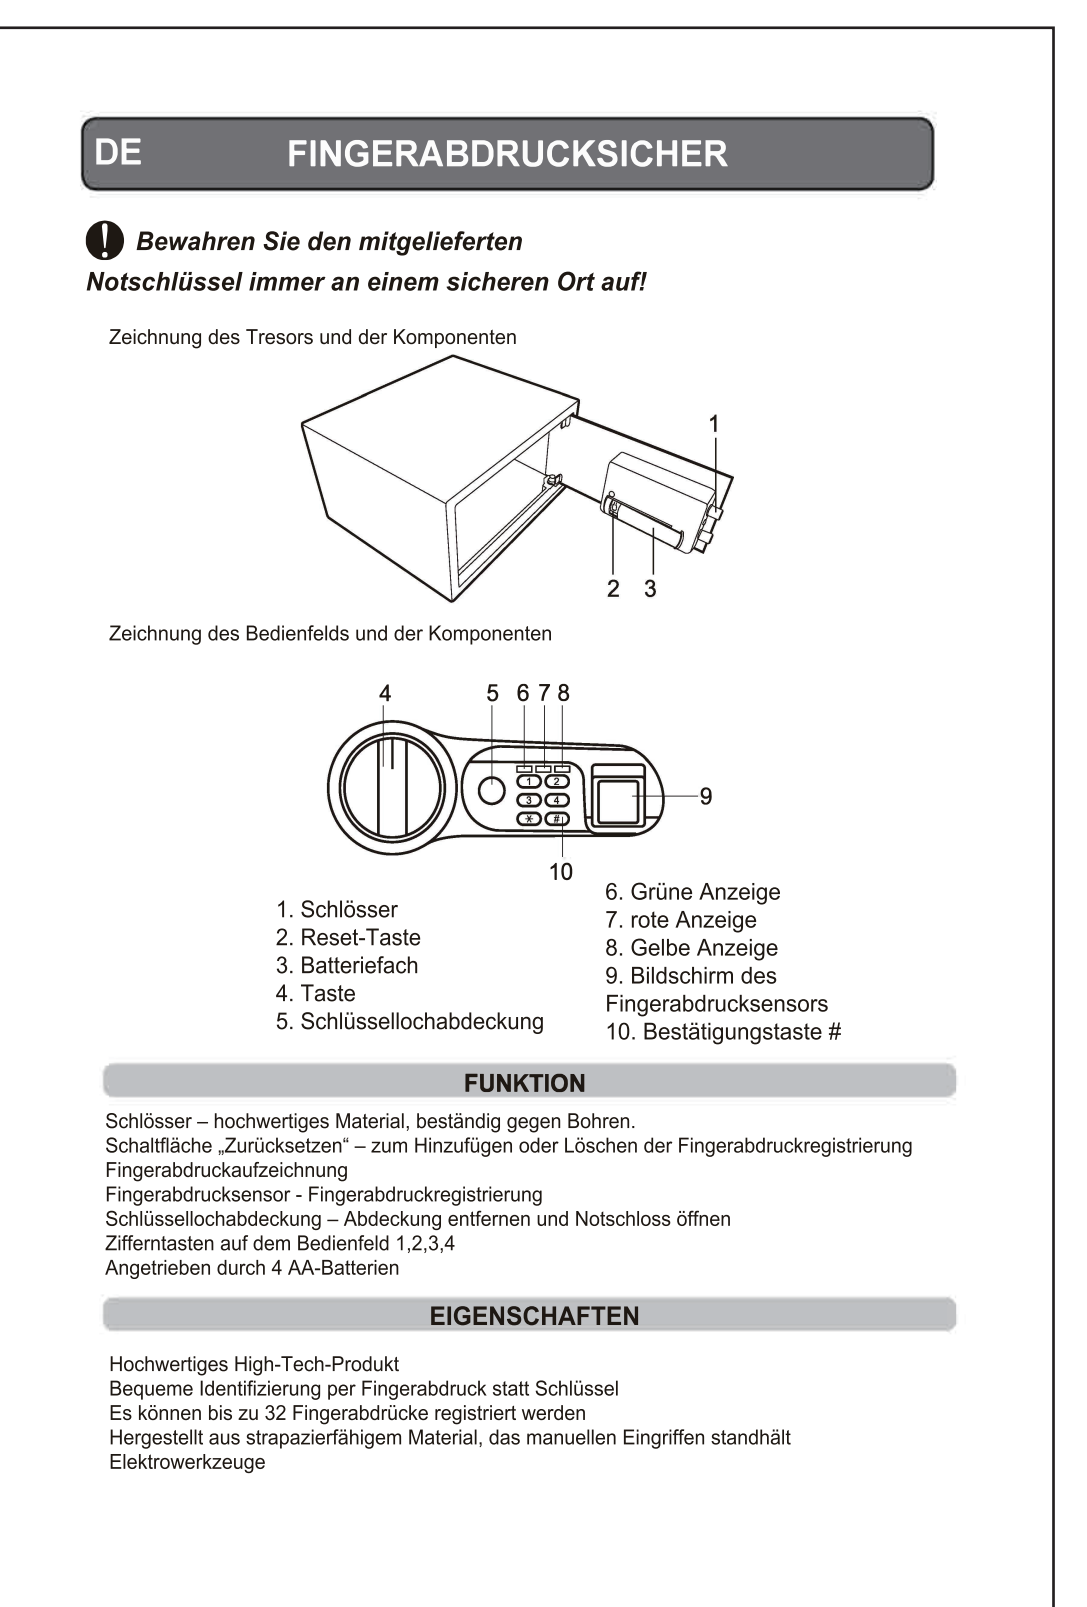 DE FINGERABDRUCKSICHER
! Bewahren Sie den mitgelieferten
Notschlüssel immer an einem sicheren Ort auf!
Zeichnung des Tresors und der Komponenten
1
2 3
Zeichnung des Bedienfelds und der Komponenten
4 5 6 7 8
1 2
3 4
* #
9
10
1. Schlösser
2. Reset-Taste
3. Batteriefach
4. Taste
5. Schlüssellochabdeckung
6. Grüne Anzeige
7. rote Anzeige
8. Gelbe Anzeige
9. Bildschirm des
Fingerabdrucksensors
10. Bestätigungstaste #
FUNKTION
Schlösser – hochwertiges Material, beständig gegen Bohren.
Schaltfläche „Zurücksetzen“ – zum Hinzufügen oder Löschen der Fingerabdruckregistrierung
Fingerabdruckaufzeichnung
Fingerabdrucksensor - Fingerabdruckregistrierung
Schlüssellochabdeckung – Abdeckung entfernen und Notschloss öffnen
Zifferntasten auf dem Bedienfeld 1,2,3,4
Angetrieben durch 4 AA-Batterien
EIGENSCHAFTEN
Hochwertiges High-Tech-Produkt
Bequeme Identifizierung per Fingerabdruck statt Schlüssel
Es können bis zu 32 Fingerabdrücke registriert werden
Hergestellt aus strapazierfähigem Material, das manuellen Eingriffen standhält
Elektrowerkzeuge